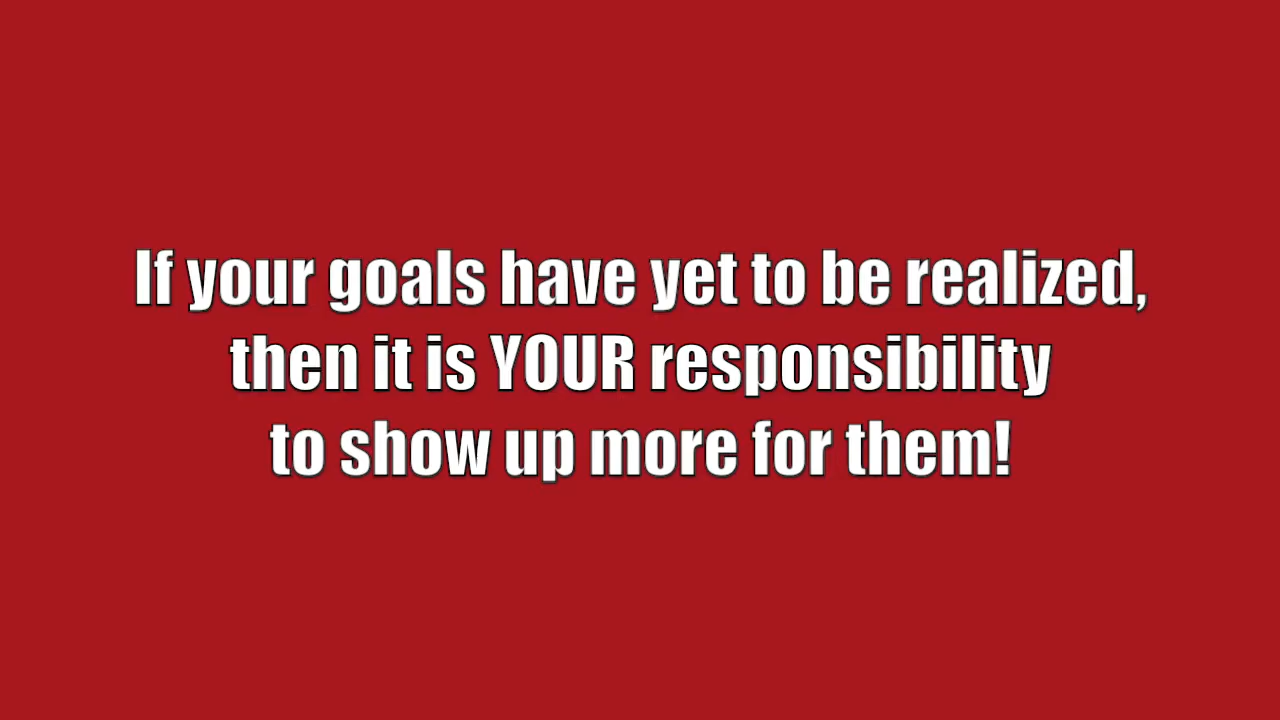 If your goals have yet to be realized,
then it is YOUR responsibility
to show up more for them!